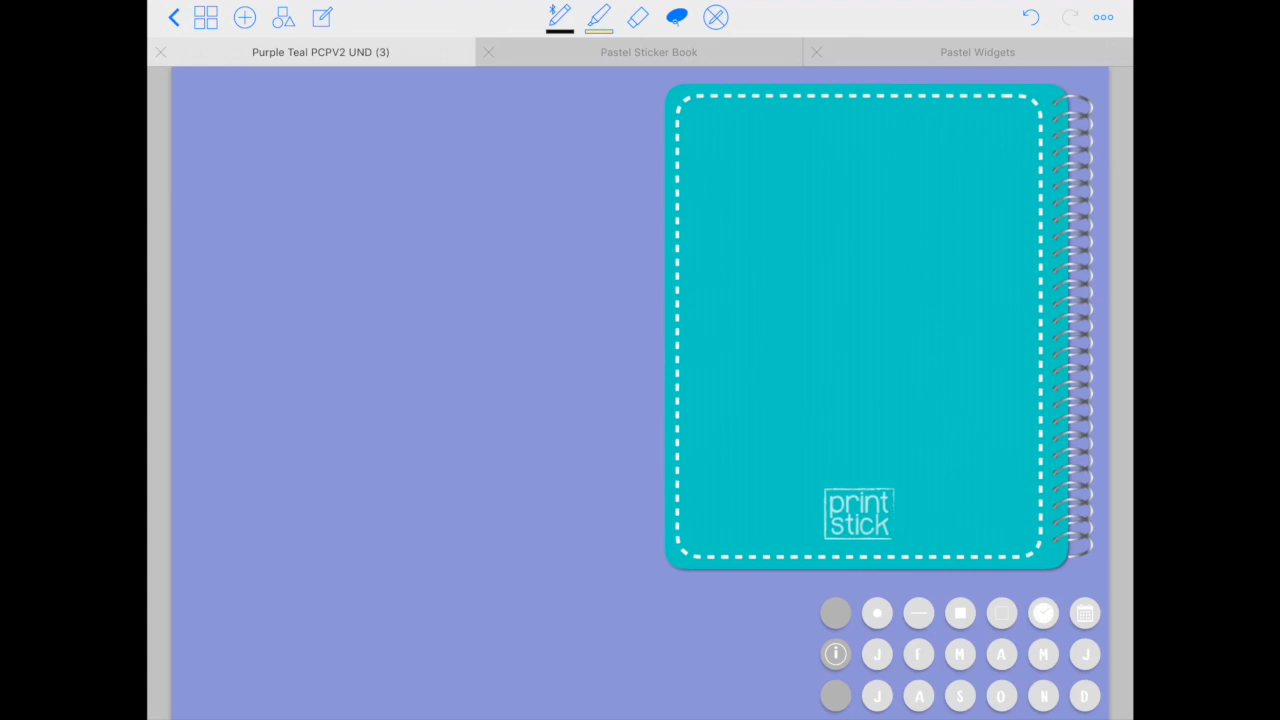 Purple Teal PCPV2 UND (3) Pastel Sticker Book Pastel Widgets
print
stick
i J F M A M J
J A S O N D